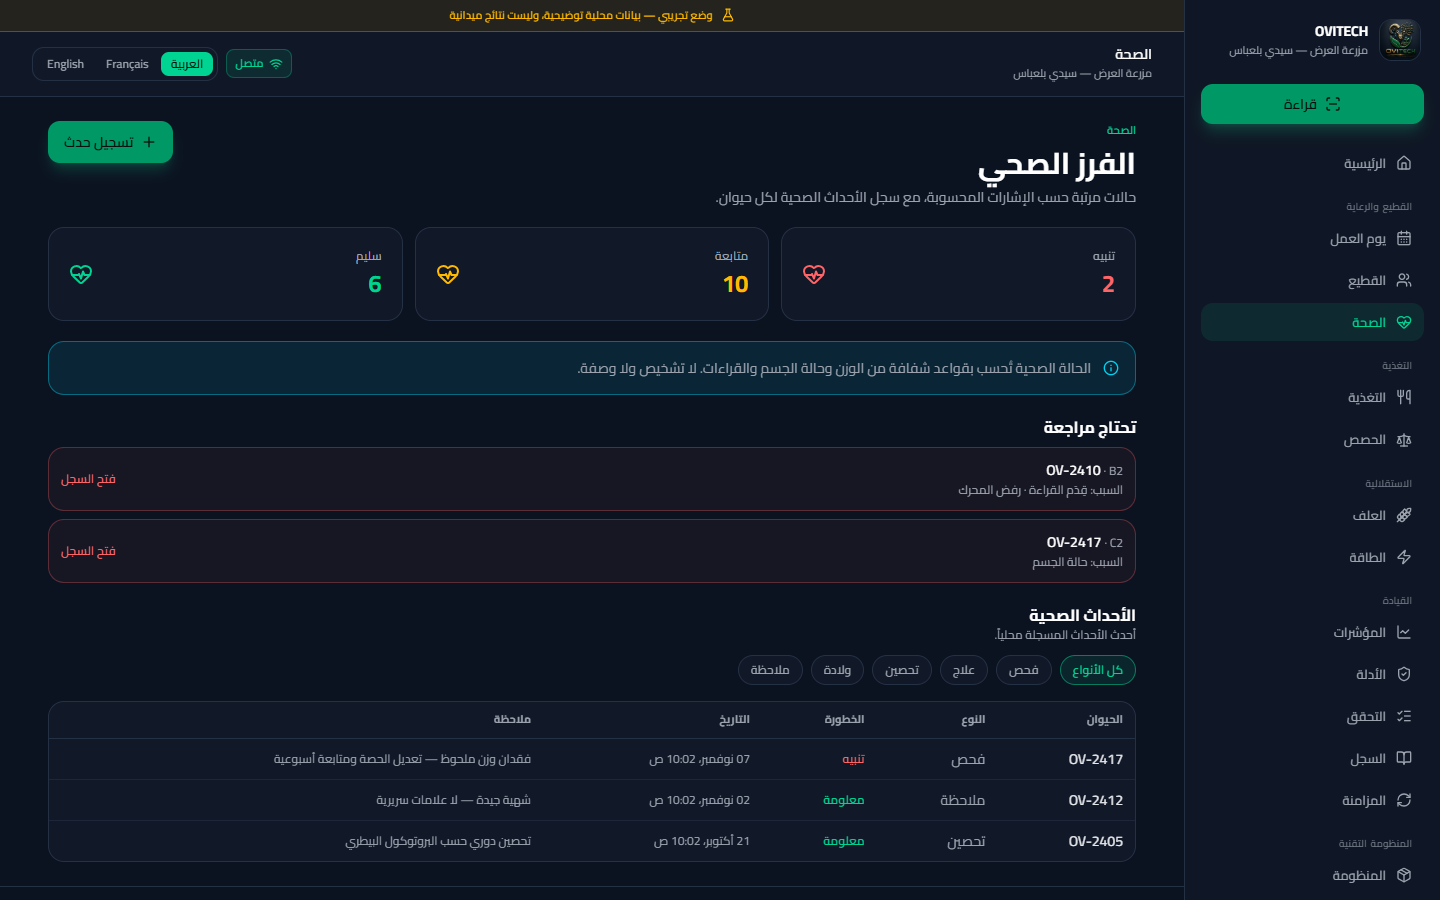 وضع تجريبي — بيانات محلية توضيحية، وليست نتائج ميدانية
OVITECH
مزرعة العرض — سيدي بلعباس
قراءة
الرئيسية
القطيع والرعاية
يوم العمل
القطيع
الصحة
التغذية
التغذية
الحصص
الاستقلالية
العلف
الطاقة
القيادة
المؤشرات
الأدلة
التحقق
السجل
المزامنة
المنظومة التقنية
المنظومة
الصحة
مزرعة العرض — سيدي بلعباس
متصل
العربية
Français
English
الصحة
الفرز الصحي
حالات مرتبة حسب الإشارات المحسوبة، مع سجل الأحداث الصحية لكل حيوان.
تسجيل حدث
تنبيه
2
متابعة
10
سليم
6
الحالة الصحية تُحسب بقواعد شفافة من الوزن وحالة الجسم والقراءات. لا تشخيص ولا وصفة.
تحتاج مراجعة
OV-2410 · B2
السبب: قِدَم القراءة · رفض المحرك
فتح السجل
OV-2417 · C2
السبب: حالة الجسم
فتح السجل
الأحداث الصحية
أحدث الأحداث المسجلة محلياً.
كل الأنواع
فحص
علاج
تحصين
ولادة
ملاحظة
الحيوان النوع الخطورة التاريخ ملاحظة
OV-2417 فحص تنبيه 07 نوفمبر، 10:02 ص فقدان وزن ملحوظ — تعديل الحصة ومتابعة أسبوعية
OV-2412 ملاحظة معلومة 02 نوفمبر، 10:02 ص شهية جيدة — لا علامات سريرية
OV-2405 تحصين معلومة 21 أكتوبر، 10:02 ص تحصين دوري حسب البروتوكول البيطري